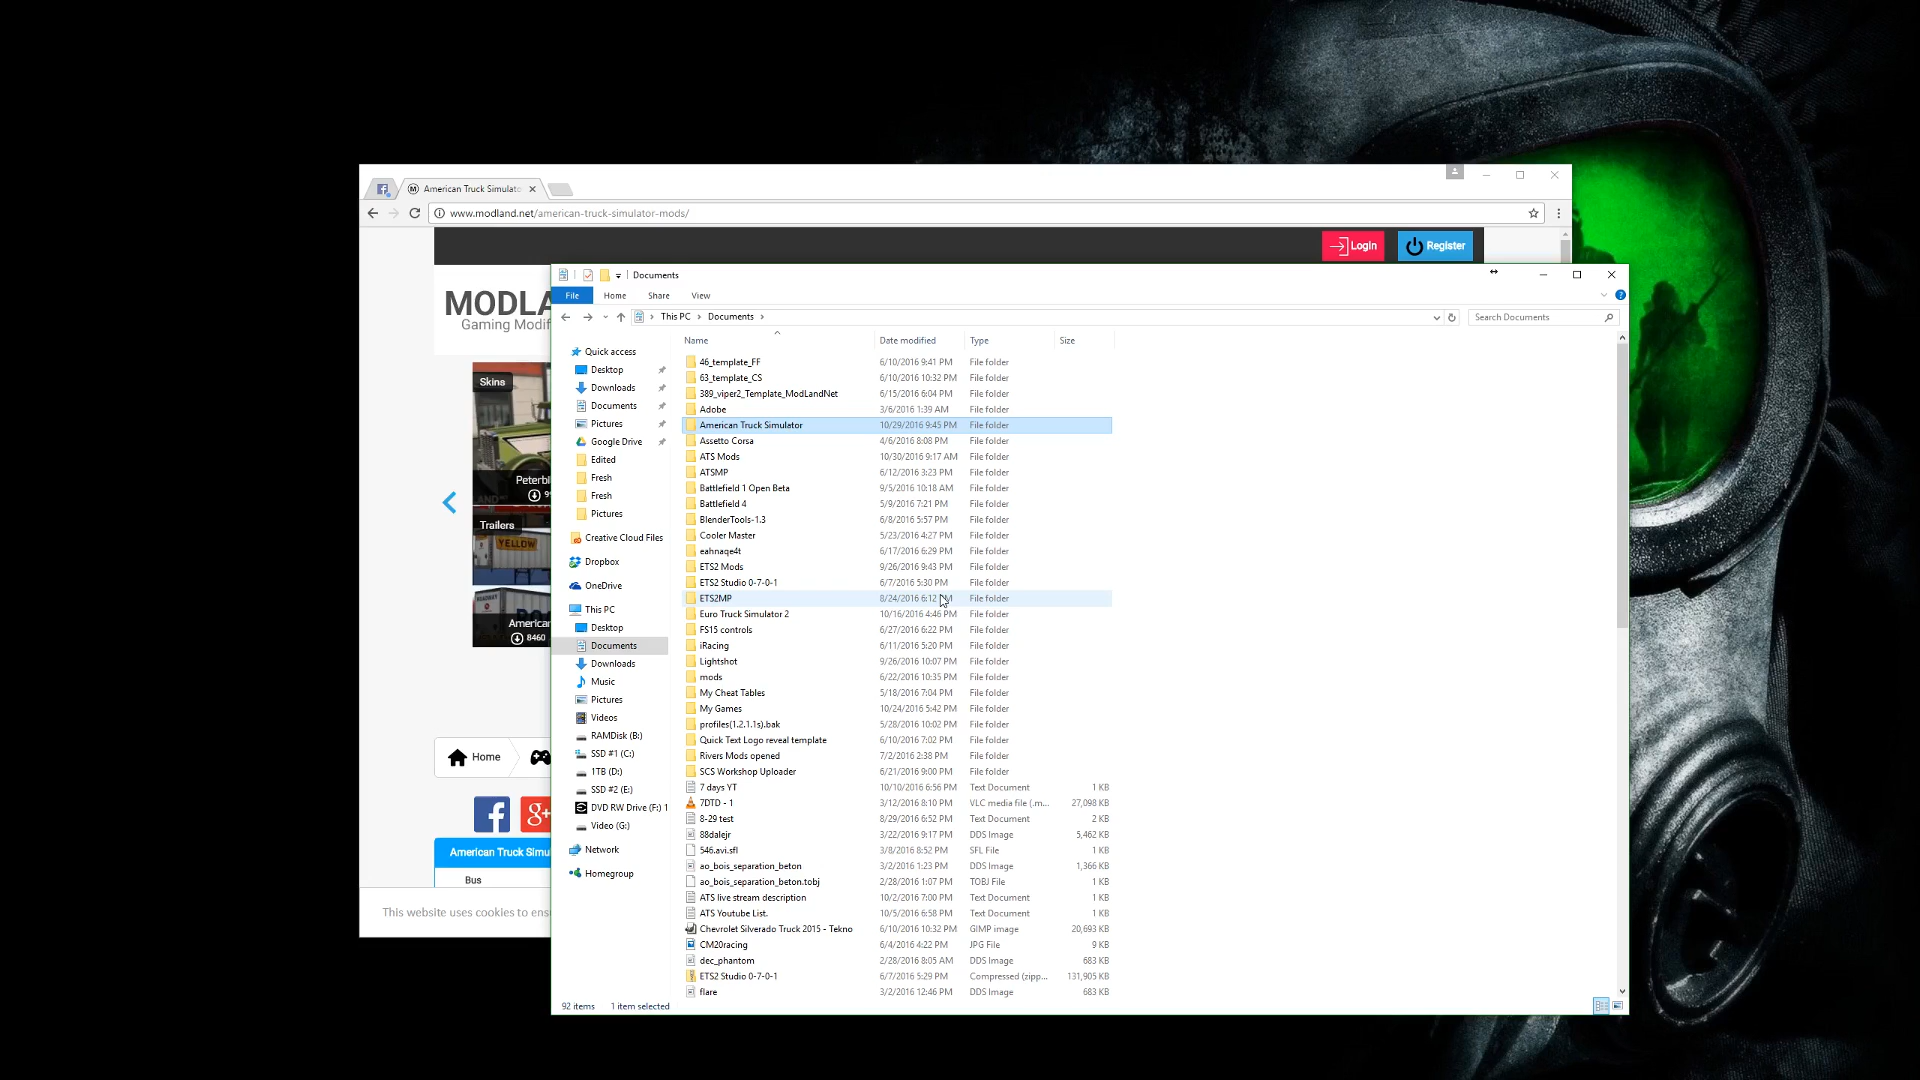 American Truck Simulato
www.modland.net/american-truck-simulator-mods/
Login
Register
MODLA
Gaming Modif
Skins
Peterbi
Trailers
YELLOW
American
8460
Home
g+
American Truck Simu
Bus
This website uses cookies to ens
Documents
File Home Share View
This PC Documents
Search Documents
Quick access
Desktop
Downloads
Documents
Pictures
Google Drive
Edited
Fresh
Fresh
Pictures
Creative Cloud Files
Dropbox
OneDrive
This PC
Desktop
Documents
Downloads
Music
Pictures
Videos
RAMDisk (B:)
SSD #1 (C:)
1TB (D:)
SSD #2 (E:)
DVD RW Drive (F:) 1
Video (G:)
Network
Homegroup
Name Date modified Type Size
46_template_FF 6/10/2016 9:41 PM File folder
63_template_CS 6/10/2016 10:32 PM File folder
389_viper2_Template_ModLandNet 6/15/2016 6:04 PM File folder
Adobe 3/6/2016 1:39 AM File folder
American Truck Simulator 10/29/2016 9:45 PM File folder
Assetto Corsa 4/6/2016 8:08 PM File folder
ATS Mods 10/30/2016 9:17 AM File folder
ATSMP 6/12/2016 3:23 PM File folder
Battlefield 1 Open Beta 9/5/2016 10:18 AM File folder
Battlefield 4 5/9/2016 7:21 PM File folder
BlenderTools-1.3 6/8/2016 5:57 PM File folder
Cooler Master 5/23/2016 4:27 PM File folder
eahnaqe4t 6/17/2016 6:29 PM File folder
ETS2 Mods 9/26/2016 9:43 PM File folder
ETS2 Studio 0-7-0-1 6/7/2016 5:30 PM File folder
ETS2MP 8/24/2016 6:12 PM File folder
Euro Truck Simulator 2 10/16/2016 4:46 PM File folder
FS15 controls 6/27/2016 6:22 PM File folder
iRacing 6/11/2016 5:20 PM File folder
Lightshot 9/26/2016 10:07 PM File folder
mods 6/22/2016 10:35 PM File folder
My Cheat Tables 5/18/2016 7:04 PM File folder
My Games 10/24/2016 5:42 PM File folder
profiles(1.2.1.1s).bak 5/28/2016 10:02 PM File folder
Quick Text Logo reveal template 6/10/2016 7:02 PM File folder
Rivers Mods opened 7/2/2016 2:38 PM File folder
SCS Workshop Uploader 6/21/2016 9:00 PM File folder
7 days YT 10/10/2016 6:56 PM Text Document 1 KB
7DTD - 1 3/12/2016 8:10 PM VLC media file (.m... 27,098 KB
8-29 test 8/29/2016 6:52 PM Text Document 2 KB
88dalejr 3/22/2016 9:17 PM DDS Image 5,462 KB
546.avi.sfl 3/8/2016 8:52 PM SFL File 1 KB
ao_bois_separation_beton 3/2/2016 1:23 PM DDS Image 1,366 KB
ao_bois_separation_beton.tobj 2/28/2016 1:07 PM TOBJ File 1 KB
ATS live stream description 10/2/2016 7:00 PM Text Document 1 KB
ATS Youtube List. 10/5/2016 6:58 PM Text Document 1 KB
Chevrolet Silverado Truck 2015 - Tekno 6/10/2016 10:32 PM GIMP image 20,693 KB
CM20racing 6/4/2016 4:22 PM JPG File 9 KB
dec_phantom 2/28/2016 8:05 AM DDS Image 683 KB
ETS2 Studio 0-7-0-1 6/7/2016 5:29 PM Compressed (zipp... 131,905 KB
flare 3/2/2016 12:46 PM DDS Image 683 KB
92 items 1 item selected